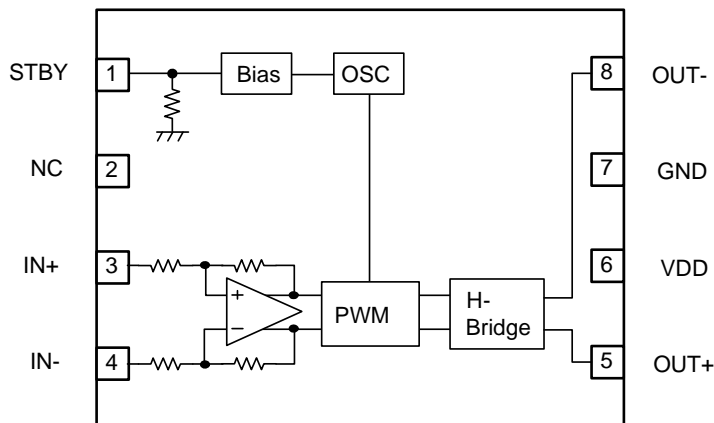 STBY 1 Bias OSC 8 OUT-
NC 2 7 GND
IN+ 3 6 VDD
+
PWM H-
Bridge
−
IN- 4 5 OUT+